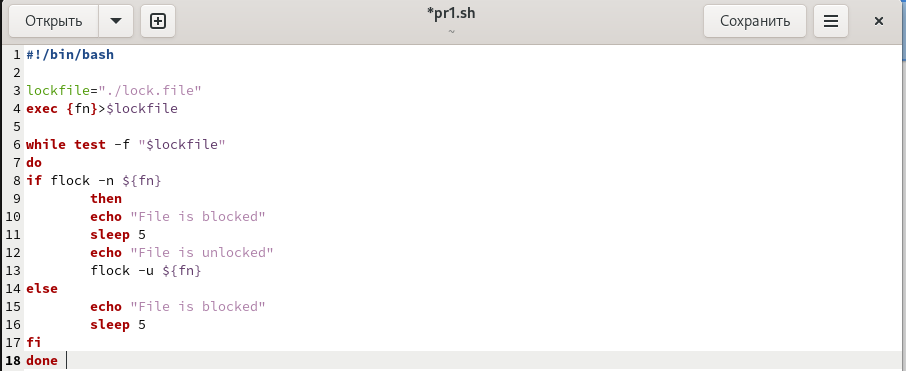 Открыть
*pr1.sh
~
Сохранить
1 #!/bin/bash
2
3 lockfile="./lock.file"
4 exec {fn}>$lockfile
5
6 while test -f "$lockfile"
7 do
8 if flock -n ${fn}
9         then
10         echo "File is blocked"
11         sleep 5
12         echo "File is unlocked"
13         flock -u ${fn}
14 else
15         echo "File is blocked"
16         sleep 5
17 fi
18 done